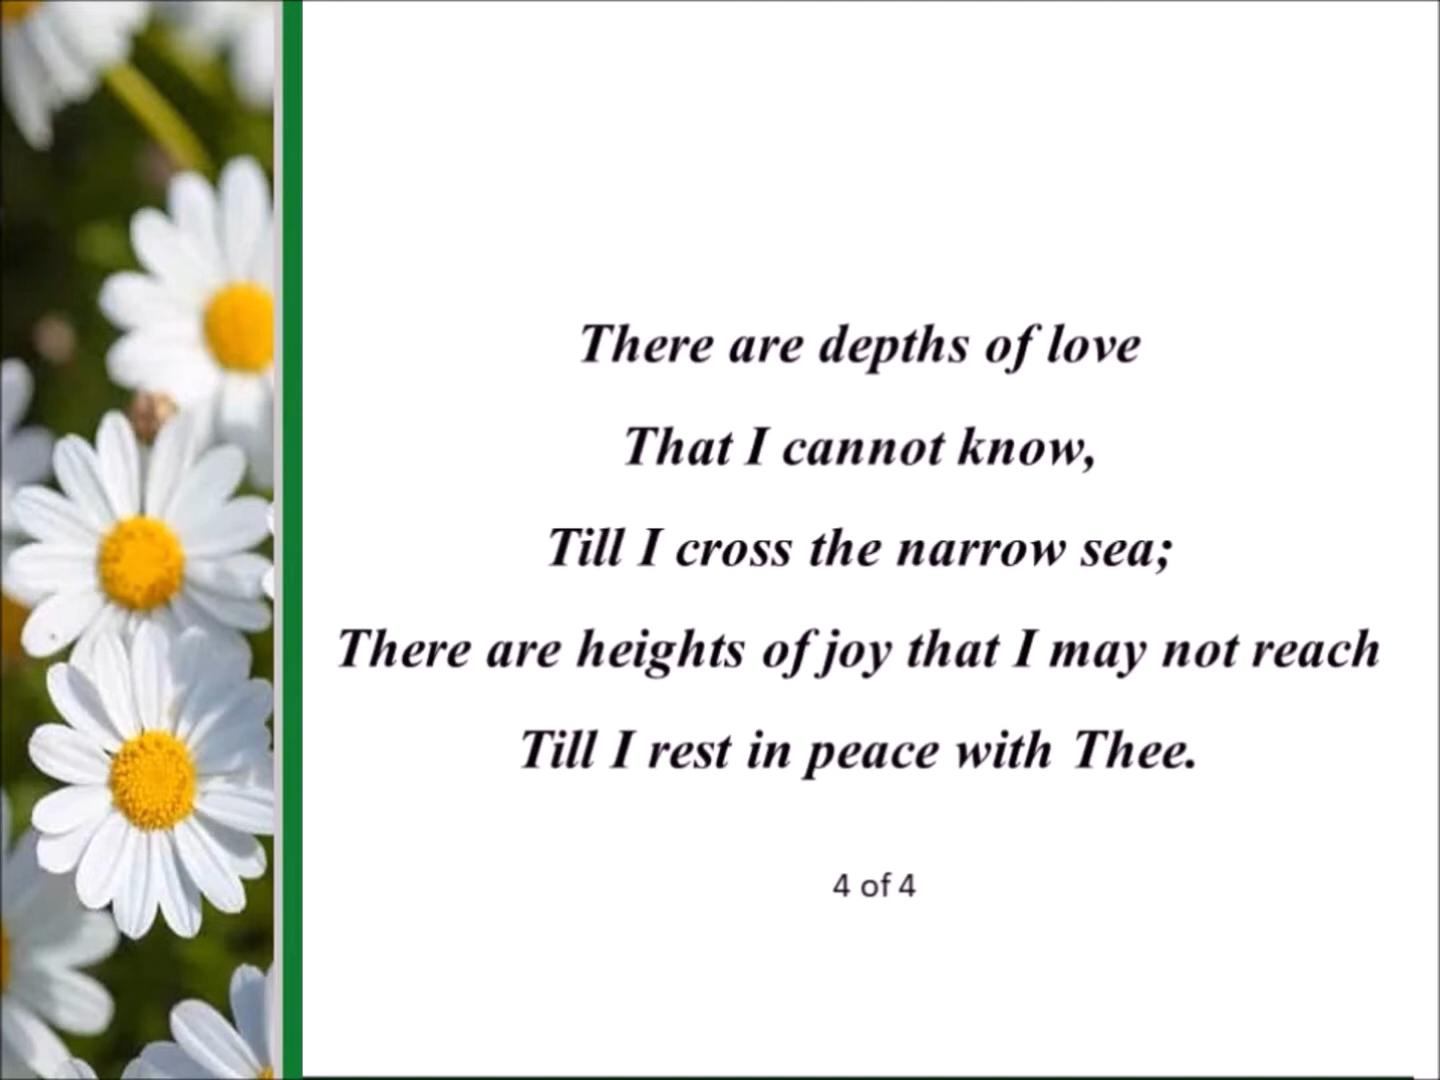 There are depths of love
That I cannot know,
Till I cross the narrow sea;
There are heights of joy that I may not reach
Till I rest in peace with Thee.
4 of 4